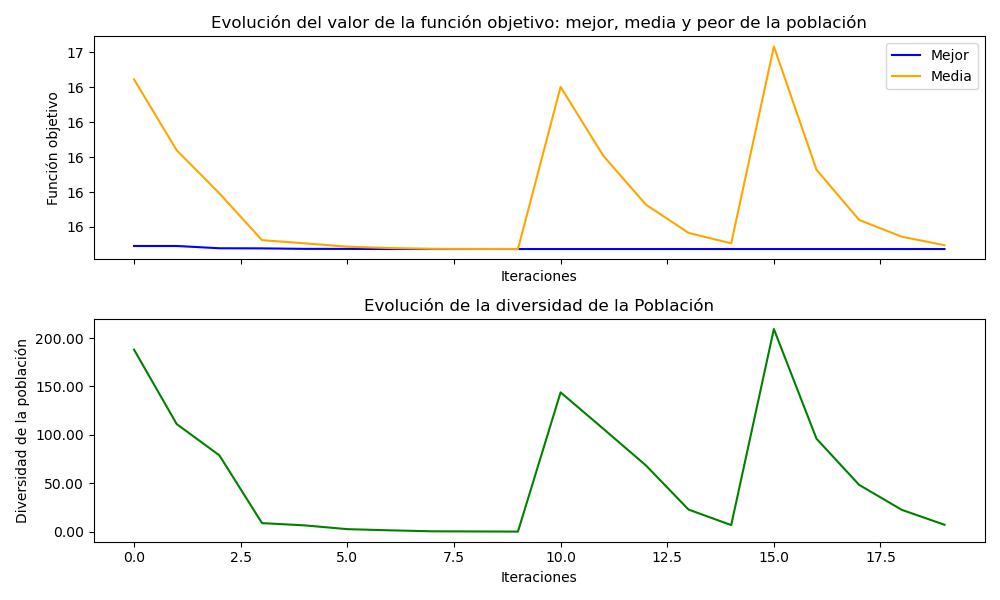 Evolución del valor de la función objetivo: mejor, media y peor de la población
Función objetivo
17
16
16
16
16
16
Mejor
Media
Iteraciones
Evolución de la diversidad de la Población
Diversidad de la población
200.00
150.00
100.00
50.00
0.00
0.0 2.5 5.0 7.5 10.0 12.5 15.0 17.5
Iteraciones